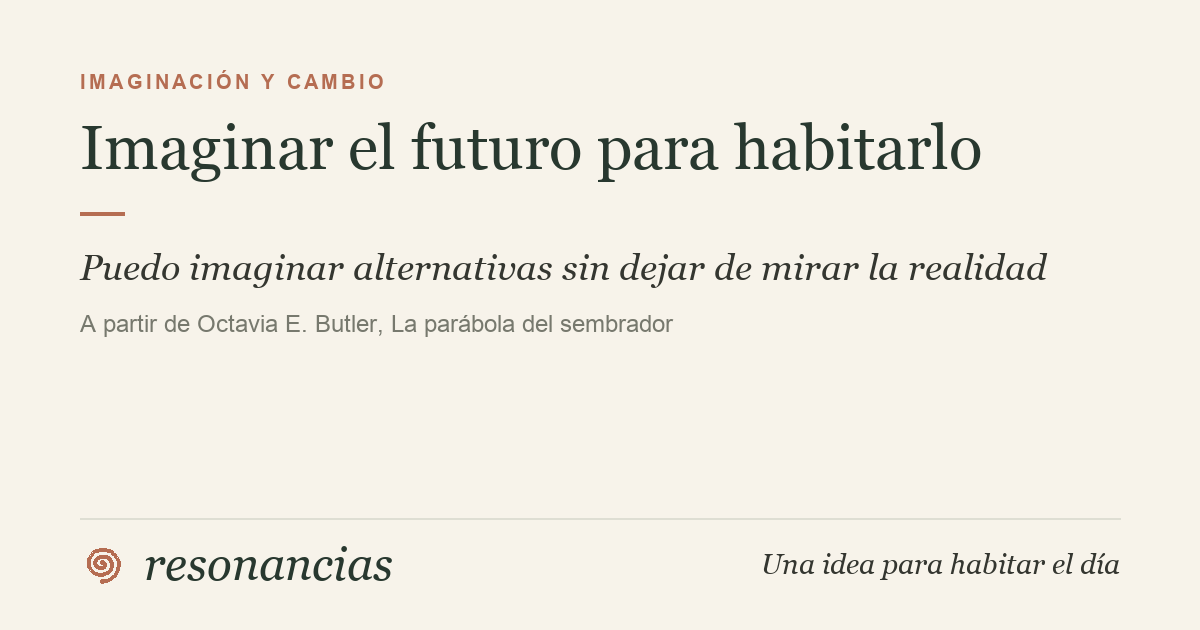 IMAGINACIÓN Y CAMBIO
Imaginar el futuro para habitarlo
Puedo imaginar alternativas sin dejar de mirar la realidad
A partir de Octavia E. Butler, La parábola del sembrador
resonancias
Una idea para habitar el día